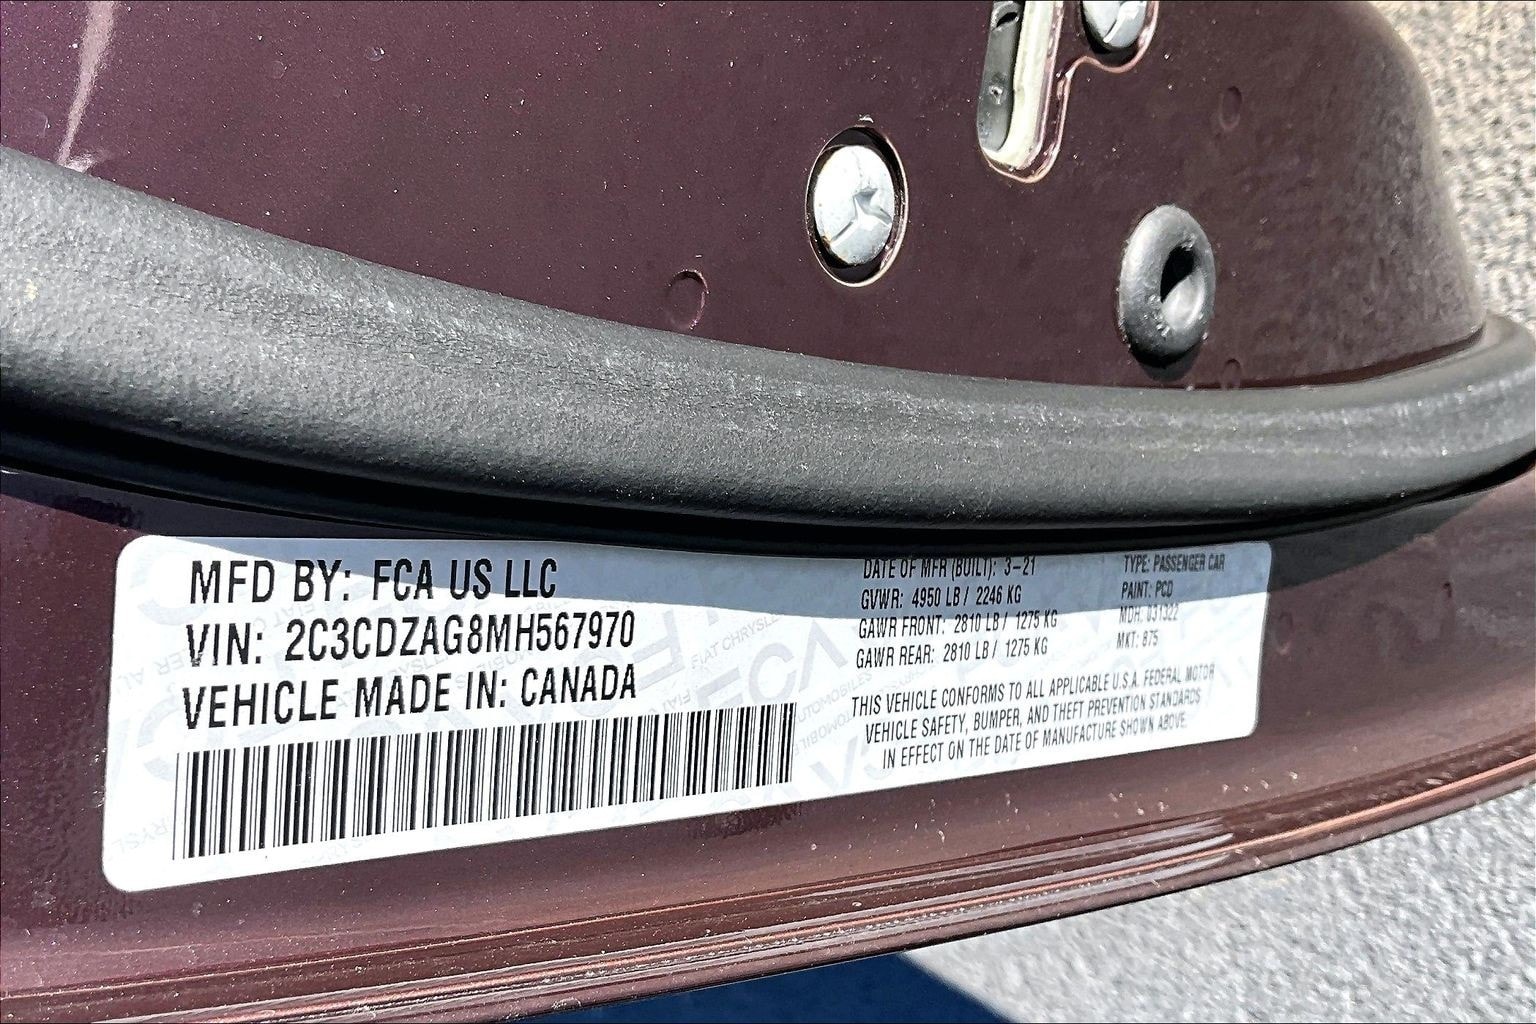 MFD BY: FCA US LLC
VIN: 2C3CDZAG8MH567970
VEHICLE MADE IN: CANADA
DATE OF MFR (BUILT): 3-21
GVWR: 4950 LB / 2246 KG
GAWR FRONT: 2810 LB / 1275 KG
GAWR REAR: 2810 LB / 1275 KG
TYPE: PASSENGER CAR
PAINT: PCD
MDH: 031322
MKT: 875
THIS VEHICLE CONFORMS TO ALL APPLICABLE U.S.A. FEDERAL MOTOR
VEHICLE SAFETY, BUMPER, AND THEFT PREVENTION STANDARDS
IN EFFECT ON THE DATE OF MANUFACTURE SHOWN ABOVE.